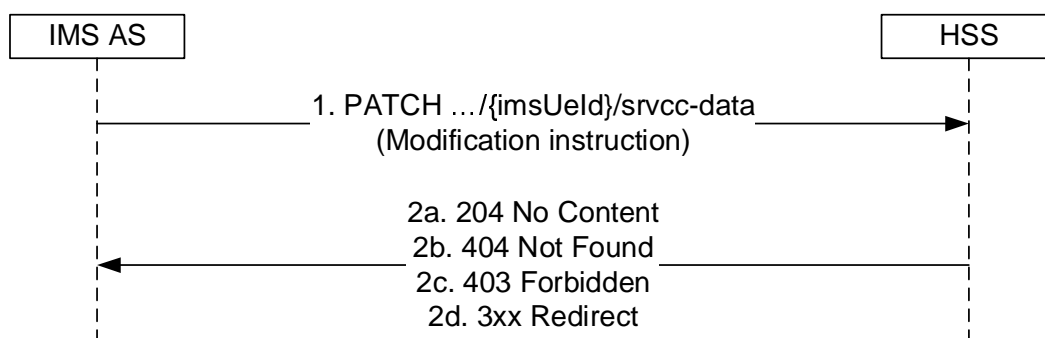 IMS AS
HSS
1. PATCH …/{imsUeId}/srvcc-data
(Modification instruction)
2a. 204 No Content
2b. 404 Not Found
2c. 403 Forbidden
2d. 3xx Redirect